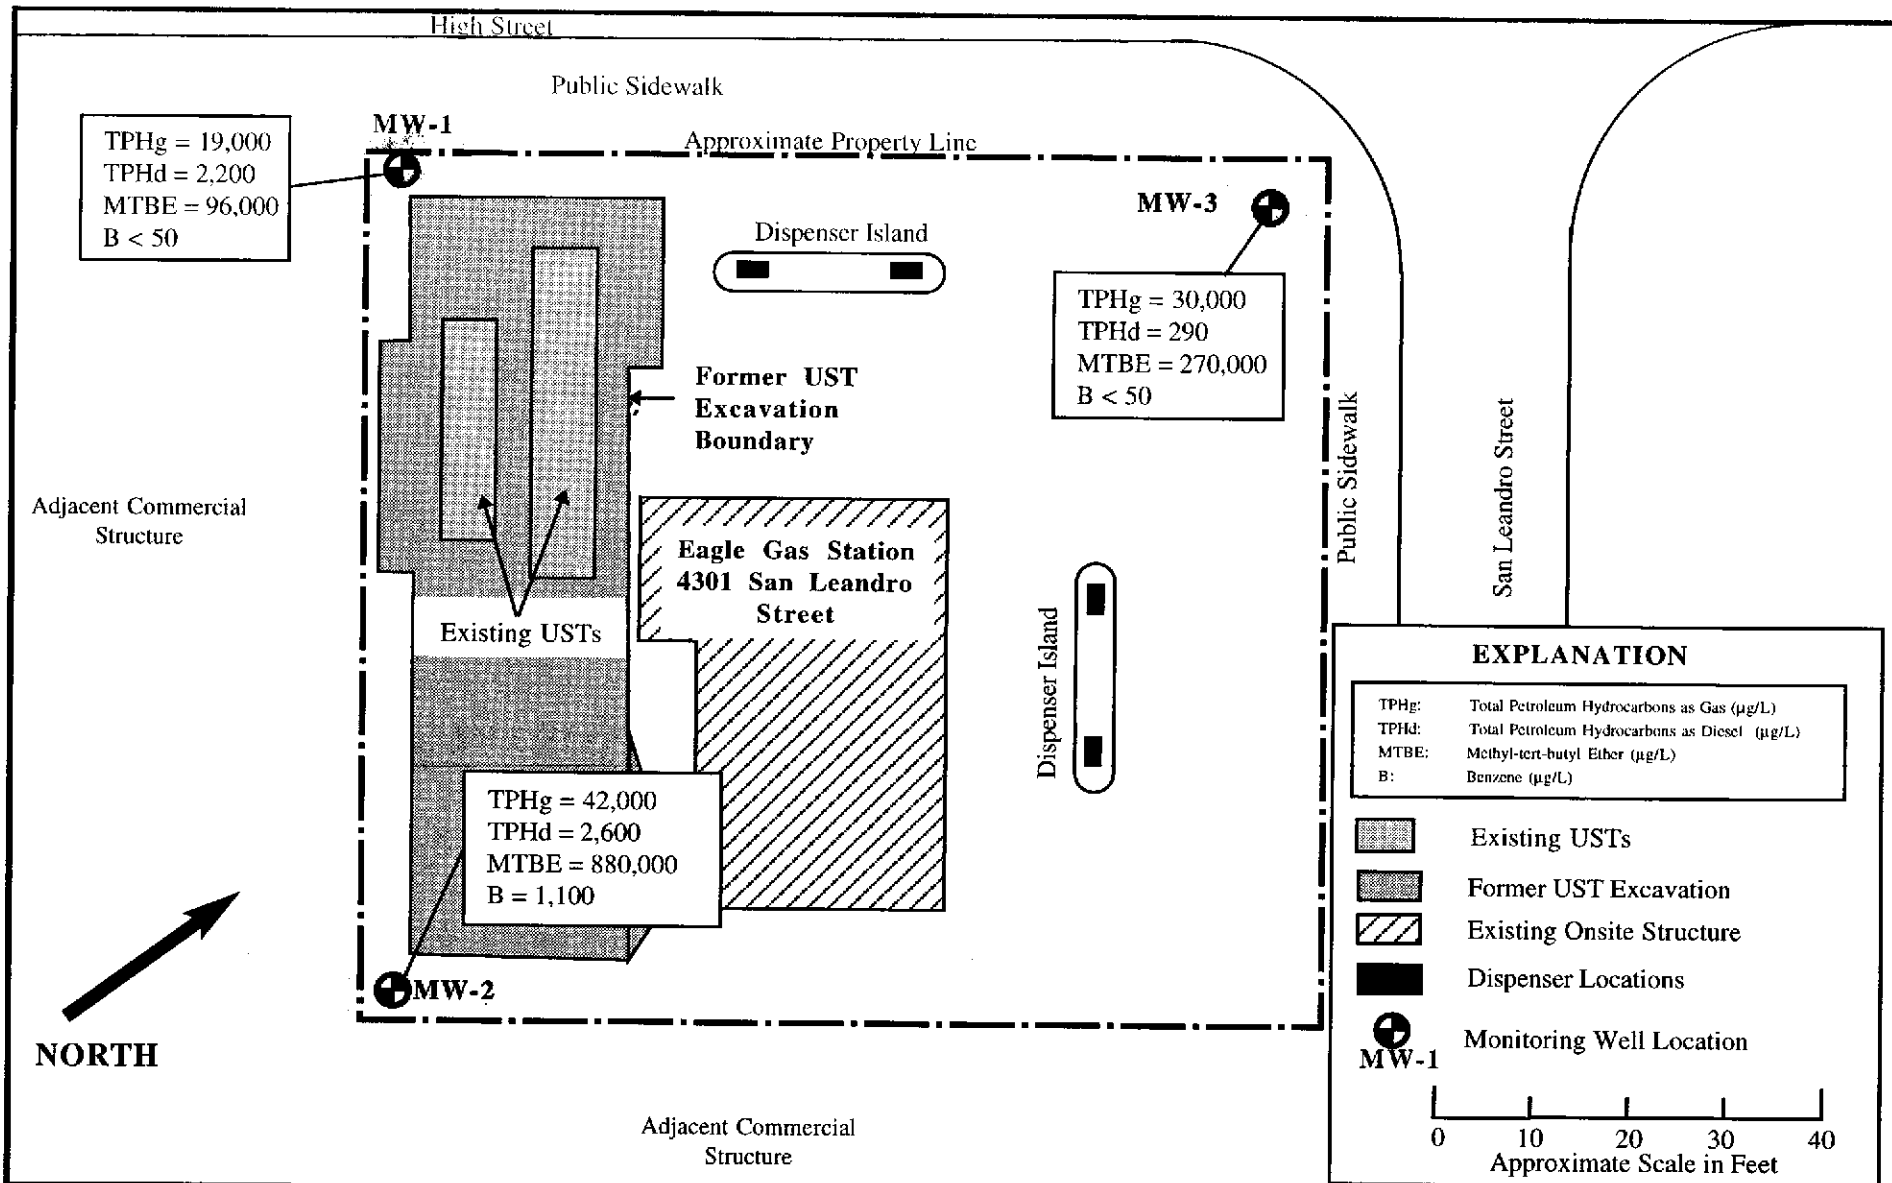 High Street
Public Sidewalk
MW-1
Approximate Property Line
TPHg = 19,000
TPHd = 2,200
MTBE = 96,000
B < 50
MW-3
Dispenser Island
TPHg = 30,000
TPHd = 290
MTBE = 270,000
B < 50
Former UST
Excavation
Boundary
Public Sidewalk
San Leandro Street
Adjacent Commercial
Structure
Eagle Gas Station
4301 San Leandro
Street
Existing USTs
Dispenser Island
TPHg = 42,000
TPHd = 2,600
MTBE = 880,000
B = 1,100
MW-2
NORTH
Adjacent Commercial
Structure
EXPLANATION
TPHg: Total Petroleum Hydrocarbons as Gas (µg/L)
TPHd: Total Petroleum Hydrocarbons as Diesel (µg/L)
MTBE: Methyl-tert-butyl Ether (µg/L)
B: Benzene (µg/L)
Existing USTs
Former UST Excavation
Existing Onsite Structure
Dispenser Locations
Monitoring Well Location
MW-1
0 10 20 30 40
Approximate Scale in Feet